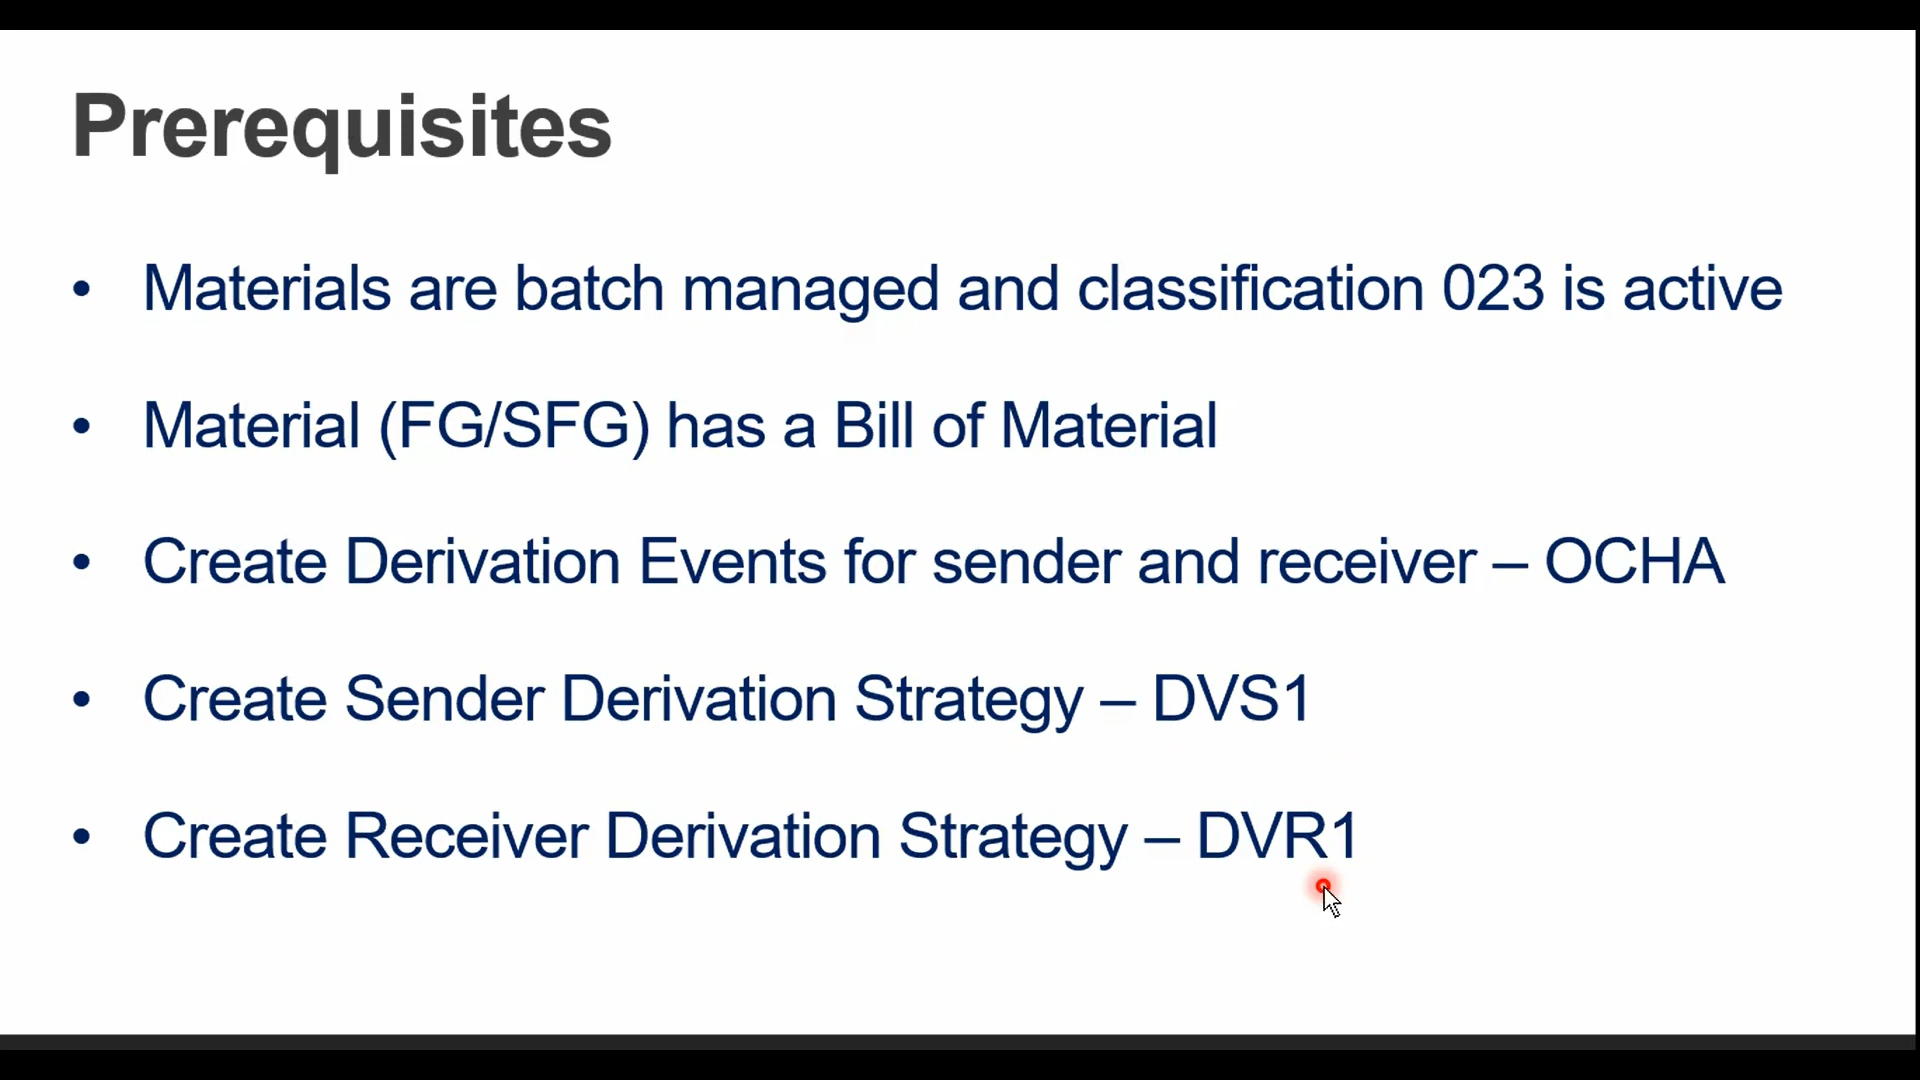 Prerequisites
• Materials are batch managed and classification 023 is active
• Material (FG/SFG) has a Bill of Material
• Create Derivation Events for sender and receiver – OCHA
• Create Sender Derivation Strategy – DVS1
• Create Receiver Derivation Strategy – DVR1